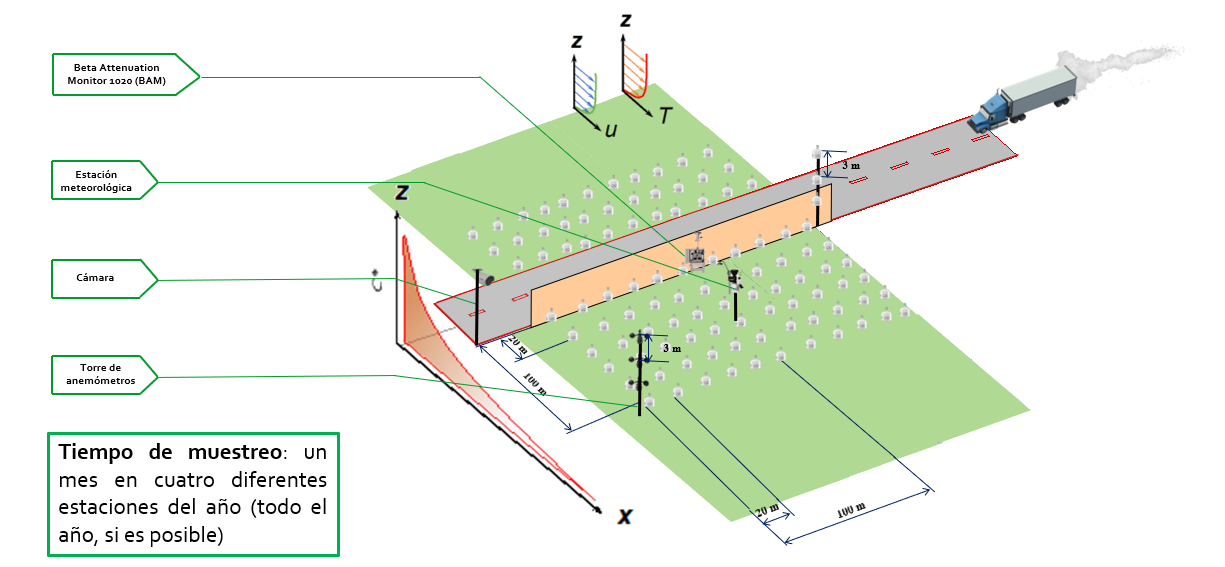 Beta Attenuation
Monitor 1020 (BAM)
Estación
meteorológica
Cámara
Torre de
anemómetros
Tiempo de muestreo: un
mes en cuatro diferentes
estaciones del año (todo el
año, si es posible)
z
u
z
T
z
x
3 m
20 m
100 m
3 m
20 m
100 m